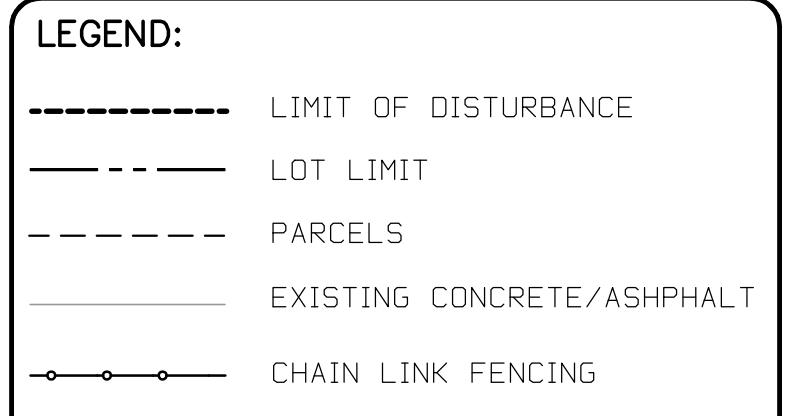 LEGEND:
LIMIT OF DISTURBANCE
LOT LIMIT
PARCELS
EXISTING CONCRETE/ASHPHALT
CHAIN LINK FENCING